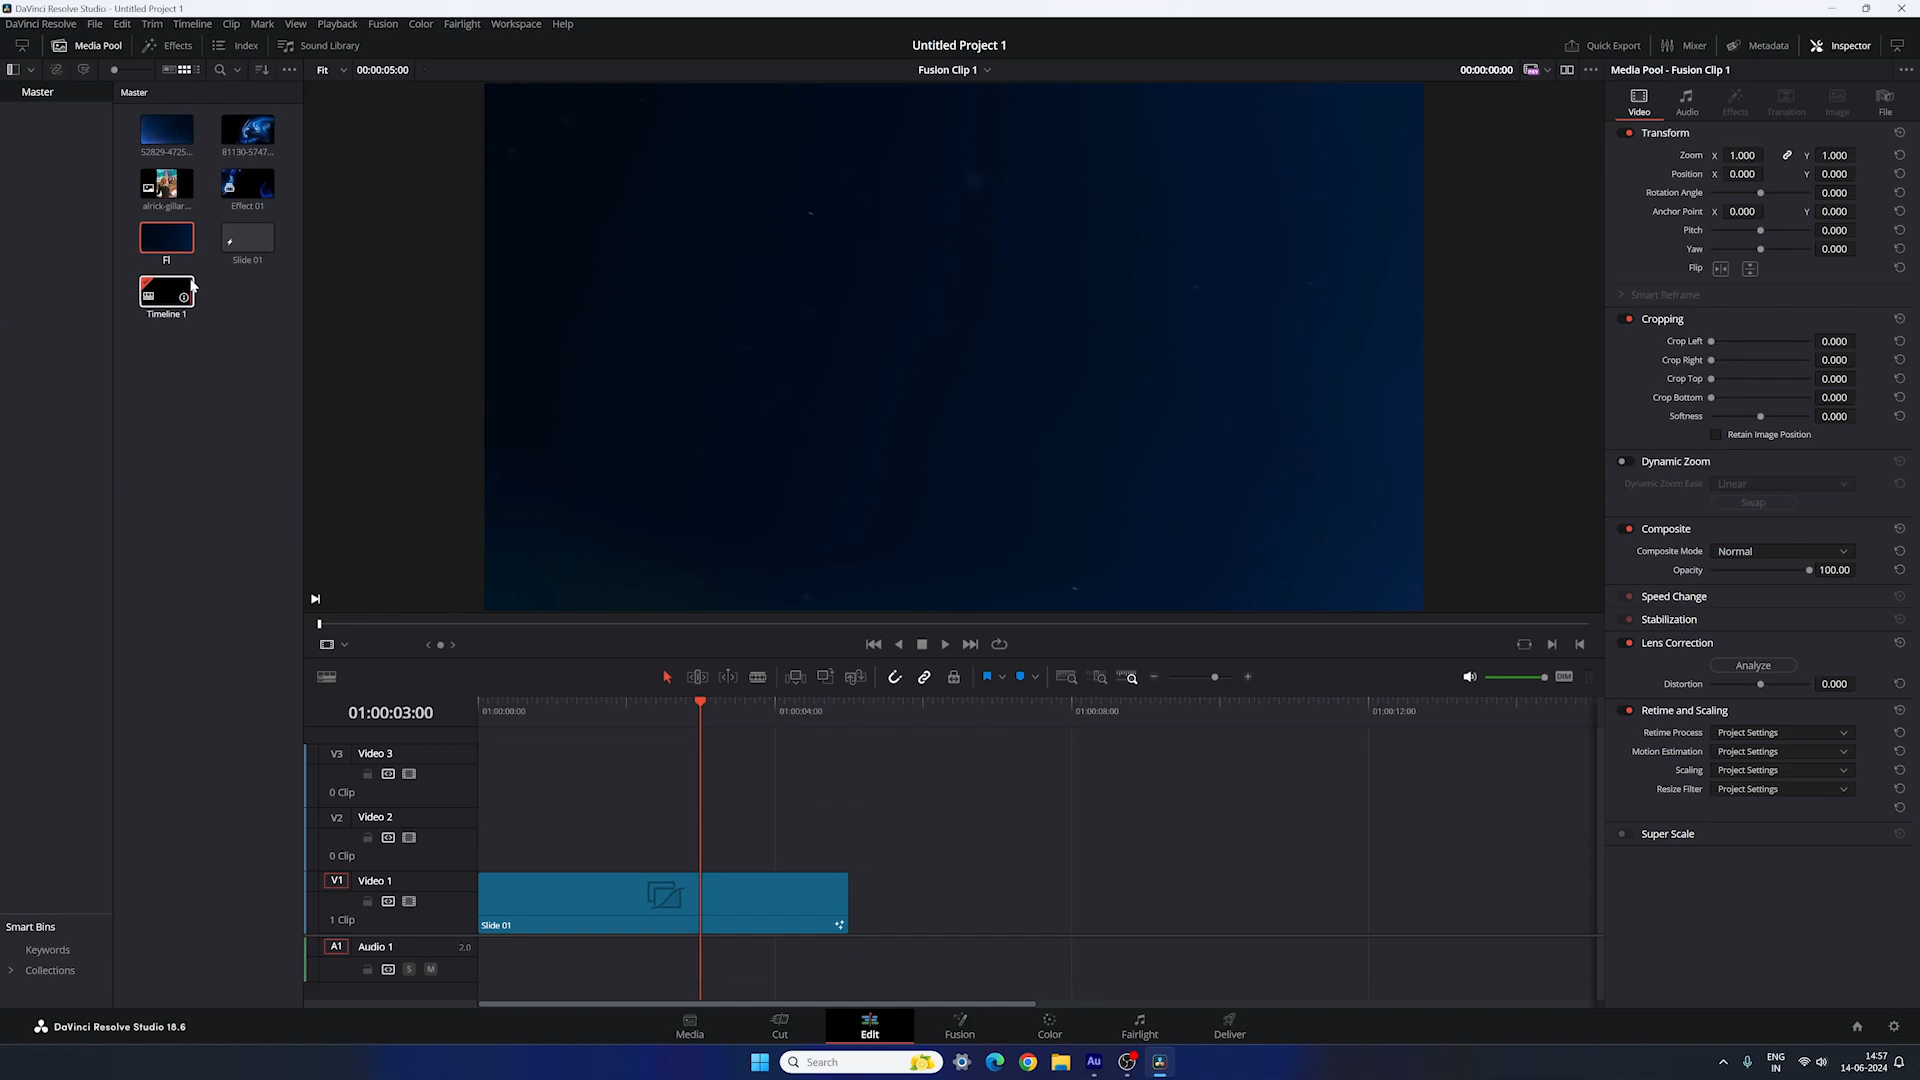 DaVinci Resolve Studio - Untitled Project 1
DaVinci Resolve File Edit Trim Timeline Clip Mark View Playback Fusion Color Fairlight Workspace Help
Media Pool Effects Index Sound Library Untitled Project 1 Quick Export Mixer Metadata Inspector
Fit 00:00:05:00 Fusion Clip 1 00:00:00:00 Media Pool - Fusion Clip 1
Master Master
Video Audio Effects Transition Image File
52829-4725... 81130-5747...
alrick-gillar... Effect 01
Fl Slide 01
Timeline 1
Transform
Zoom X 1.000 Y 1.000
Position X 0.000 Y 0.000
Rotation Angle 0.000
Anchor Point X 0.000 Y 0.000
Pitch 0.000
Yaw 0.000
Flip
Smart Reframe
Cropping
Crop Left 0.000
Crop Right 0.000
Crop Top 0.000
Crop Bottom 0.000
Softness 0.000
Retain Image Position
Dynamic Zoom
Dynamic Zoom Ease Linear
Swap
Composite
Composite Mode Normal
Opacity 100.00
Speed Change
Stabilization
Lens Correction
Analyze
Distortion 0.000
Retime and Scaling
Retime Process Project Settings
Motion Estimation Project Settings
Scaling Project Settings
Resize Filter Project Settings
Super Scale
DIM
01:00:03:00 01:00:00:00 01:00:04:00 01:00:08:00 01:00:12:00
V3 Video 3
0 Clip
V2 Video 2
0 Clip
V1 Video 1
1 Clip
Slide 01
A1 Audio 1 2.0
S M
Smart Bins
Keywords
Collections
DaVinci Resolve Studio 18.6
Media Cut Edit Fusion Color Fairlight Deliver
Search
Au
ENG
IN
14:57
14-06-2024